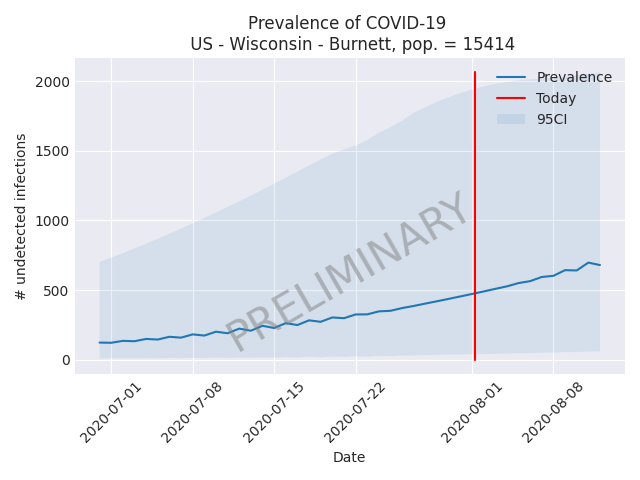 Prevalence of COVID-19
US - Wisconsin - Burnett, pop. = 15414
Prevalence
Today
95CI
2000
1500
1000
500
0
# undetected infections
PRELIMINARY
2020-07-01
2020-07-08
2020-07-15
2020-07-22
2020-08-01
2020-08-08
Date